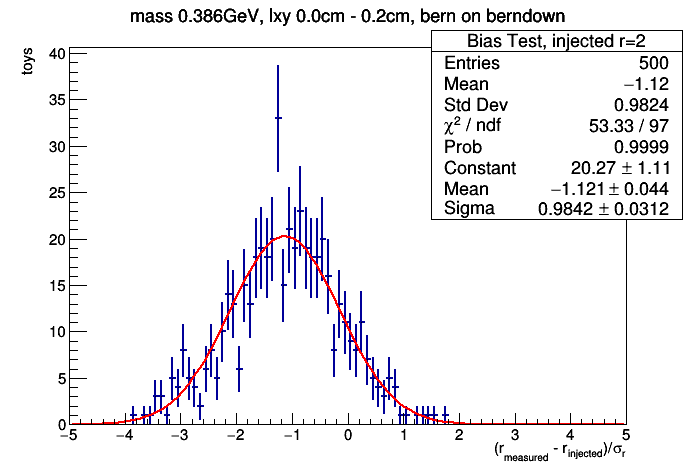 mass 0.386GeV, lxy 0.0cm - 0.2cm, bern on berndown
Bias Test, injected r=2
Entries 500
Mean −1.12
Std Dev 0.9824
χ² / ndf 53.33 / 97
Prob 0.9999
Constant 20.27 ± 1.11
Mean −1.121 ± 0.044
Sigma 0.9842 ± 0.0312
toys
40
35
30
25
20
15
10
5
0
−5 −4 −3 −2 −1 0 1 2 3 4 5
(r_measured - r_injected)/σ_r